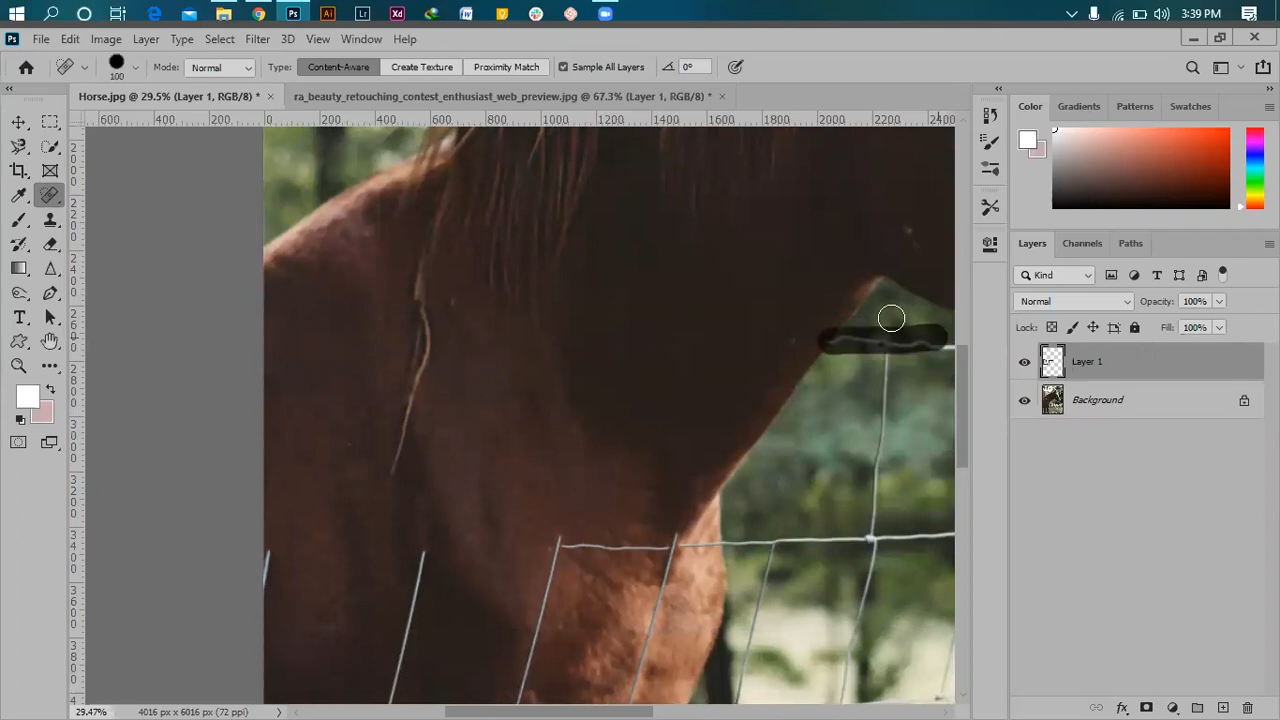 3:39 PM
Ps File Edit Image Layer Type Select Filter 3D View Window Help
100 Mode: Normal Type: Content-Aware Create Texture Proximity Match Sample All Layers 0°
Horse.jpg @ 29.5% (Layer 1, RGB/8) * × ra_beauty_retouching_contest_enthusiast_web_preview.jpg @ 67.3% (Layer 1, RGB/8) * ×
600 400 200 0 200 400 600 800 1000 1200 1400 1600 1800 2000 2200 2400
Color Gradients Patterns Swatches
Layers Channels Paths
Kind
Normal Opacity: 100%
Lock: Fill: 100%
Layer 1
Background
29.47% 4016 px x 6016 px (72 ppi)